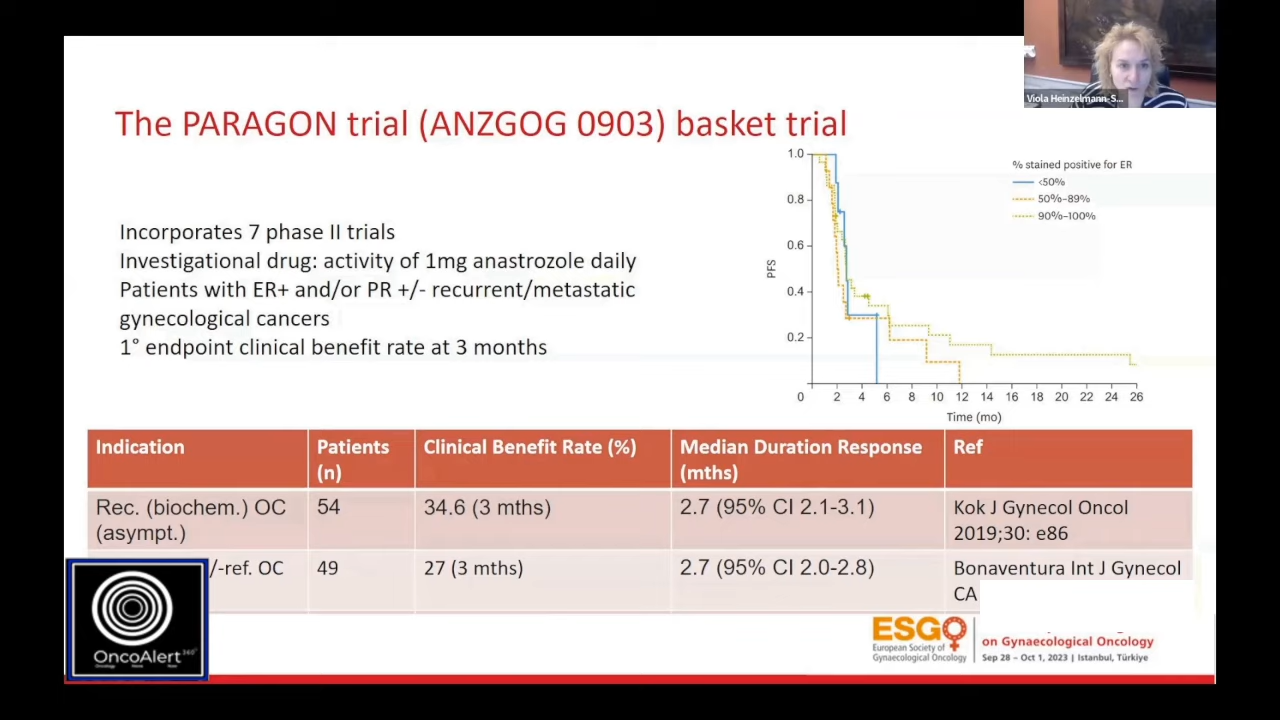 Viola Heinzelmann-S...
The PARAGON trial (ANZGOG 0903) basket trial
Incorporates 7 phase II trials
Investigational drug: activity of 1mg anastrozole daily
Patients with ER+ and/or PR +/- recurrent/metastatic
gynecological cancers
1° endpoint clinical benefit rate at 3 months
1.0
0.8
0.6
0.4
0.2
0
PFS
% stained positive for ER
<50%
50%–89%
90%–100%
2 4 6 8 10 12 14 16 18 20 22 24 26
Time (mo)
Indication Patients (n) Clinical Benefit Rate (%) Median Duration Response (mths) Ref
Rec. (biochem.) OC (asympt.) 54 34.6 (3 mths) 2.7 (95% CI 2.1-3.1) Kok J Gynecol Oncol 2019;30: e86
/-ref. OC 49 27 (3 mths) 2.7 (95% CI 2.0-2.8) Bonaventura Int J Gynecol CA
OncoAlert 360°
ESGO
European Society of
Gynaecological Oncology
on Gynaecological Oncology
Sep 28 – Oct 1, 2023 | Istanbul, Türkiye